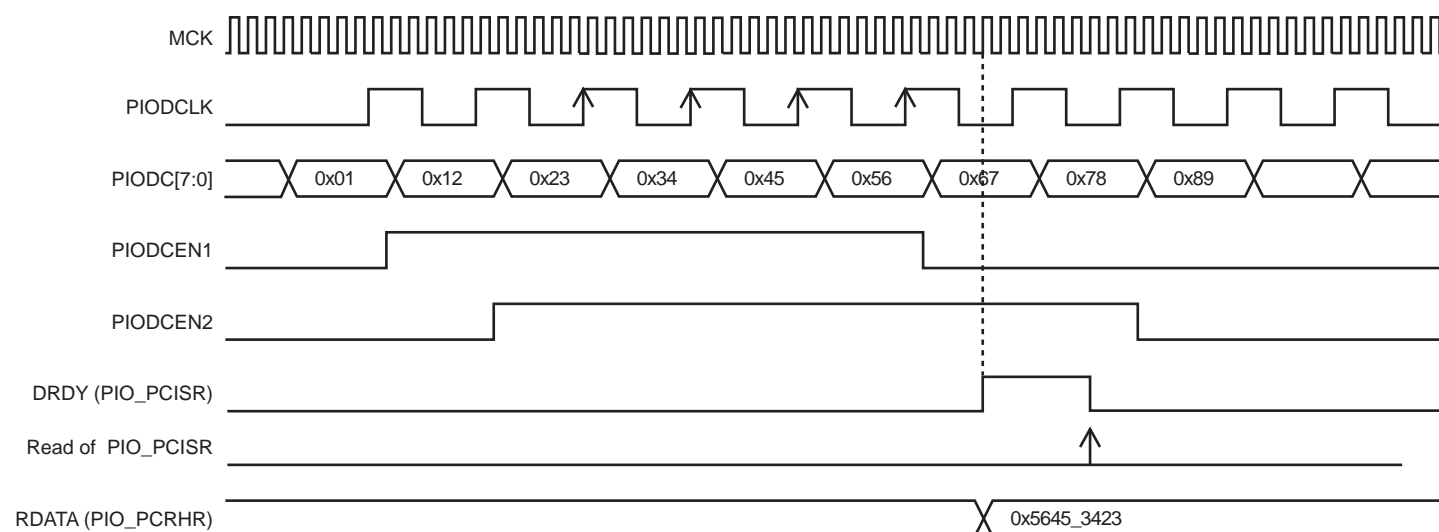 MCK
PIODCLK
PIODC[7:0] 0x01 0x12 0x23 0x34 0x45 0x56 0x67 0x78 0x89
PIODCEN1
PIODCEN2
DRDY (PIO_PCISR)
Read of PIO_PCISR
RDATA (PIO_PCRHR) 0x5645_3423